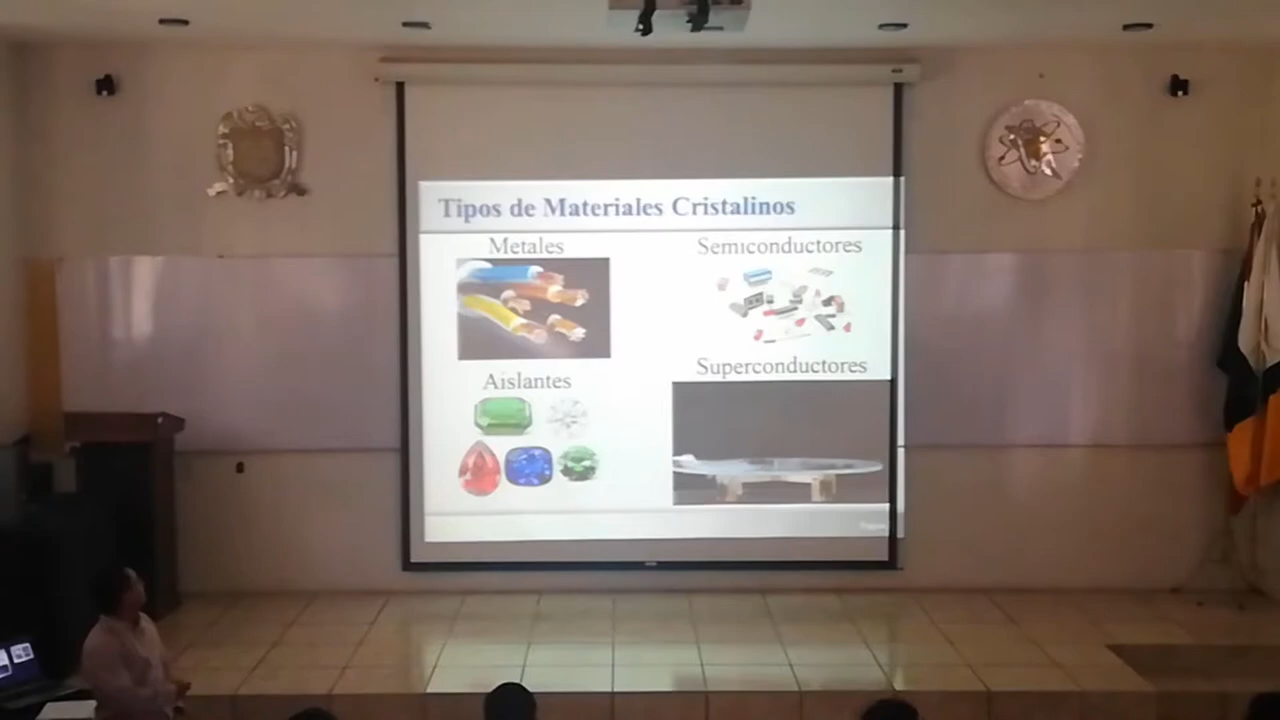 Tipos de Materiales Cristalinos
Metales
Semiconductores
Aislantes
Superconductores